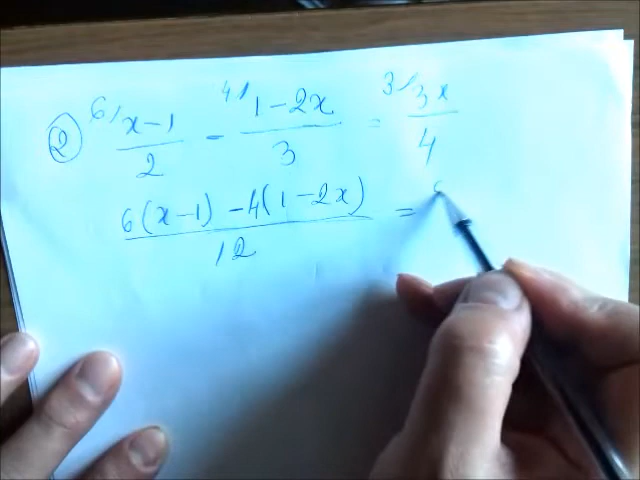 ② 6/ x-1/2 - 4/ 1-2x/3 = 3/ 3x/4
6(x-1) -4(1-2x)/12 =